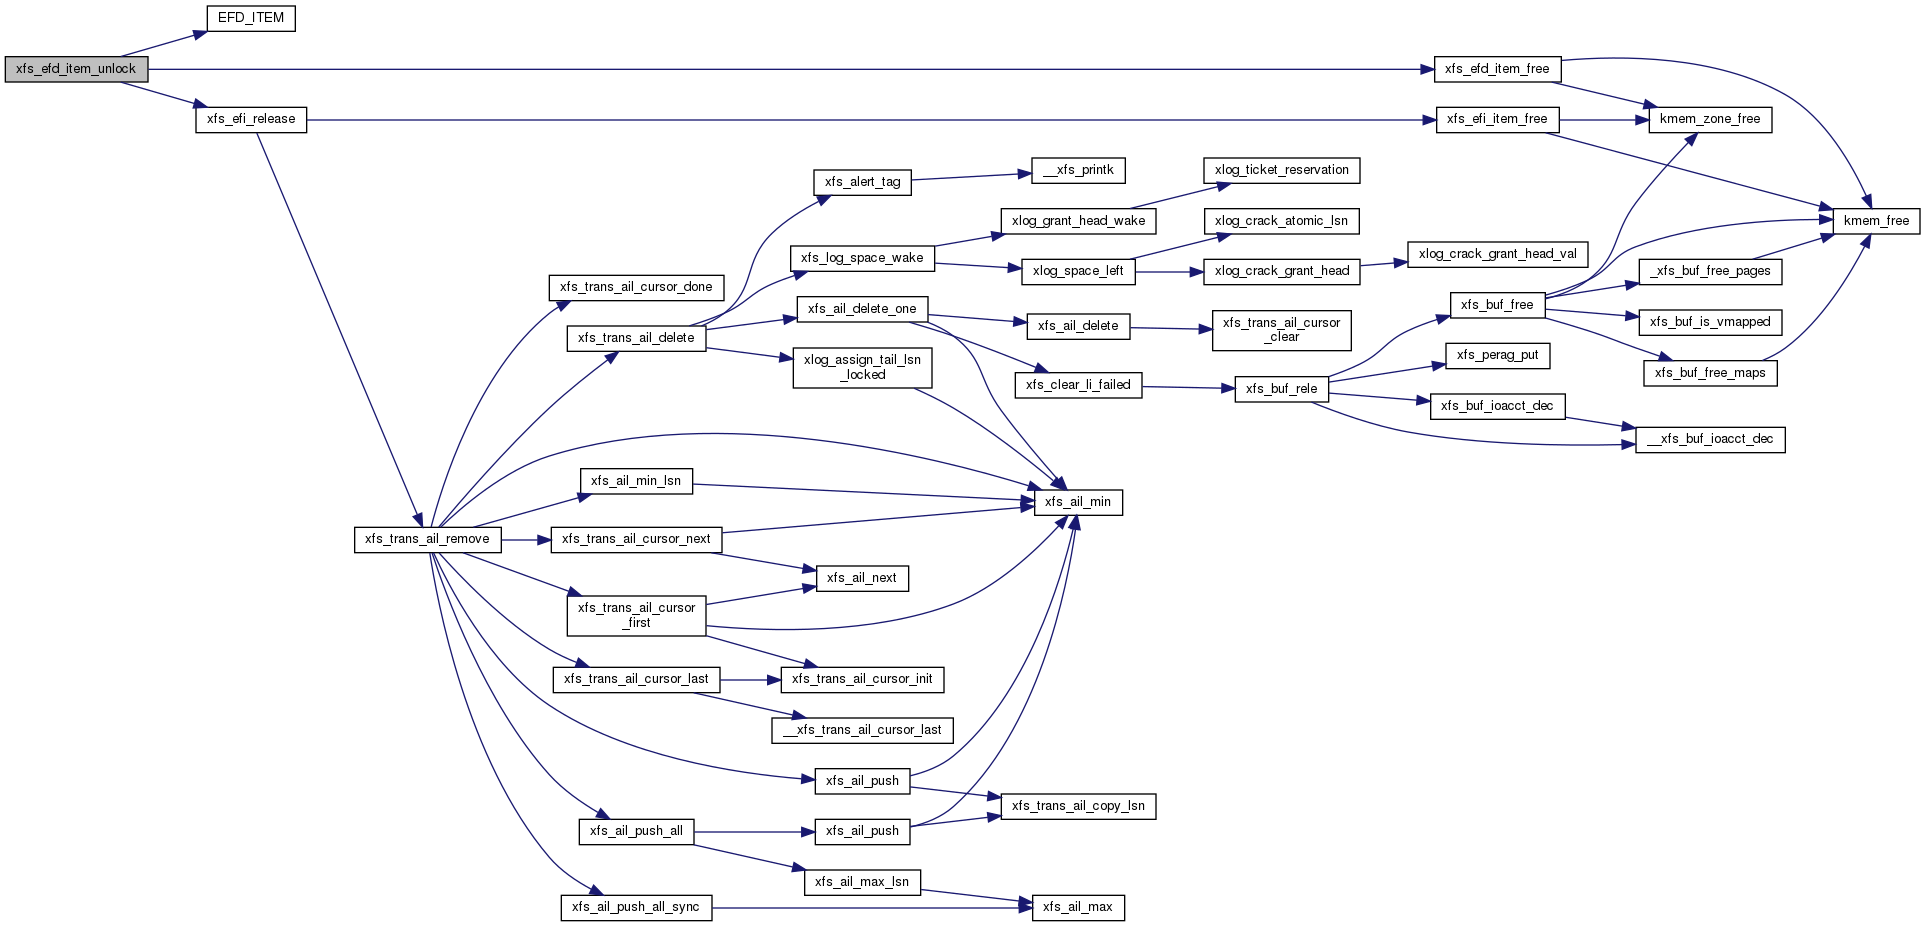 EFD_ITEM
xfs_efd_item_unlock
xfs_efd_item_free
xfs_efi_release
xfs_efi_item_free
kmem_zone_free
__xfs_printk
xlog_ticket_reservation
xfs_alert_tag
xlog_grant_head_wake
xlog_crack_atomic_lsn
kmem_free
xfs_log_space_wake
xlog_space_left
xlog_crack_grant_head
xlog_crack_grant_head_val
_xfs_buf_free_pages
xfs_trans_ail_cursor_done
xfs_ail_delete_one
xfs_buf_free
xfs_trans_ail_delete
xfs_ail_delete
xfs_trans_ail_cursor
_clear
xfs_buf_is_vmapped
xlog_assign_tail_lsn
_locked
xfs_perag_put
xfs_buf_free_maps
xfs_clear_li_failed
xfs_buf_rele
xfs_buf_ioacct_dec
__xfs_buf_ioacct_dec
xfs_ail_min_lsn
xfs_ail_min
xfs_trans_ail_remove
xfs_trans_ail_cursor_next
xfs_ail_next
xfs_trans_ail_cursor
_first
xfs_trans_ail_cursor_last
xfs_trans_ail_cursor_init
__xfs_trans_ail_cursor_last
xfs_ail_push
xfs_trans_ail_copy_lsn
xfs_ail_push_all
xfs_ail_push
xfs_ail_max_lsn
xfs_ail_push_all_sync
xfs_ail_max